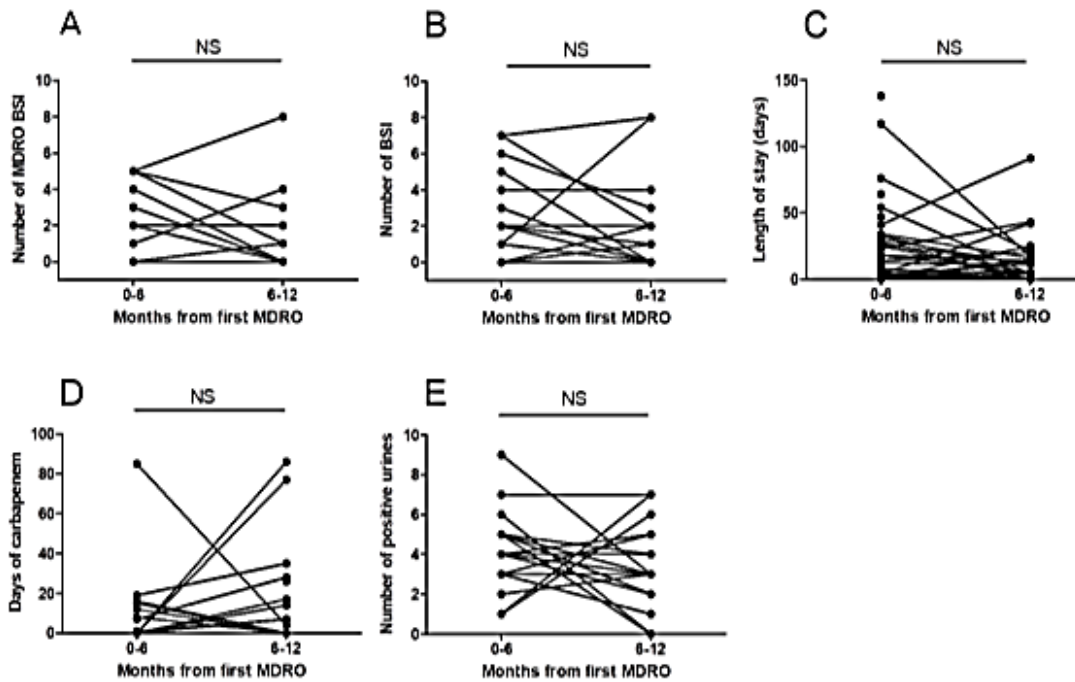 A
NS
Number of MDRO BSI
10
8
6
4
2
0
0-6
6-12
Months from first MDRO
B
NS
Number of BSI
10
8
6
4
2
0
0-6
6-12
Months from first MDRO
C
NS
Length of stay (days)
150
100
50
0
0-6
6-12
Months from first MDRO
D
NS
Days of carbapenem
100
80
60
40
20
0
0-6
6-12
Months from first MDRO
E
NS
Number of positive urines
10
8
6
4
2
0
0-6
6-12
Months from first MDRO